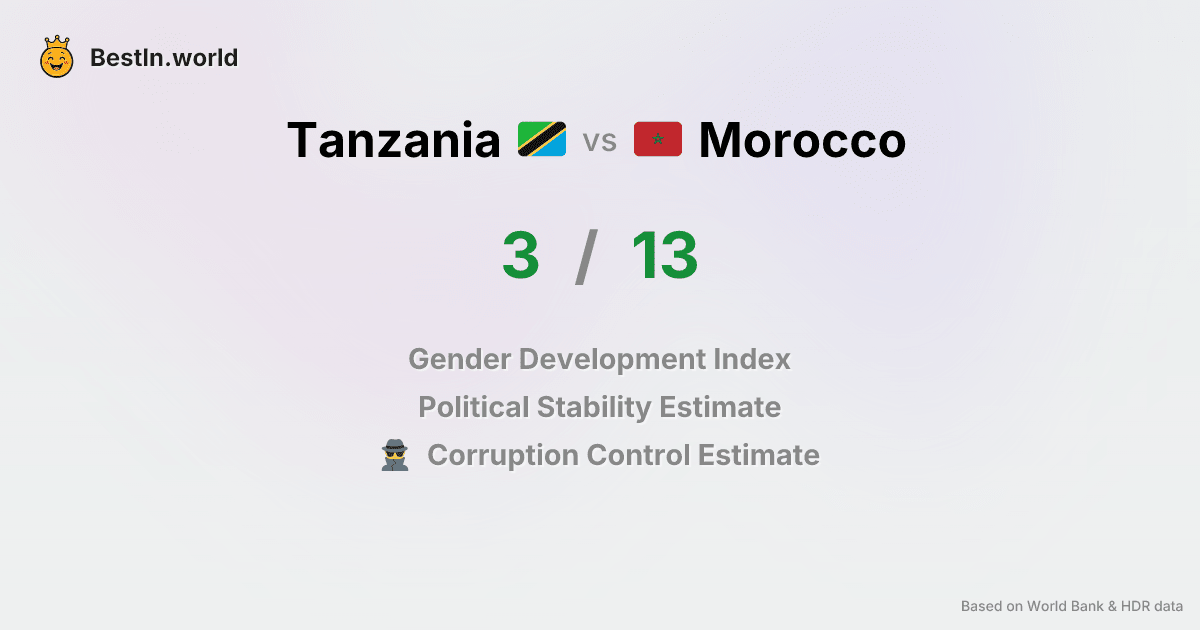 BestIn.world
Tanzania vs Morocco
3 / 13
Gender Development Index
Political Stability Estimate
Corruption Control Estimate
Based on World Bank & HDR data